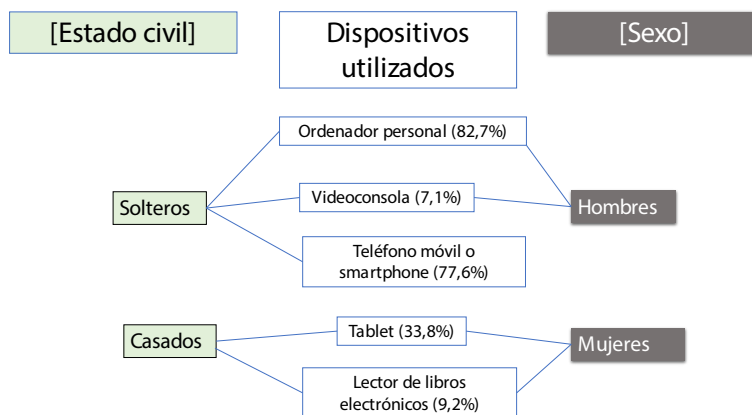 [Estado civil]
Dispositivos
utilizados
[Sexo]
Ordenador personal (82,7%)
Solteros
Videoconsola (7,1%)
Hombres
Teléfono móvil o
smartphone (77,6%)
Casados
Tablet (33,8%)
Mujeres
Lector de libros
electrónicos (9,2%)